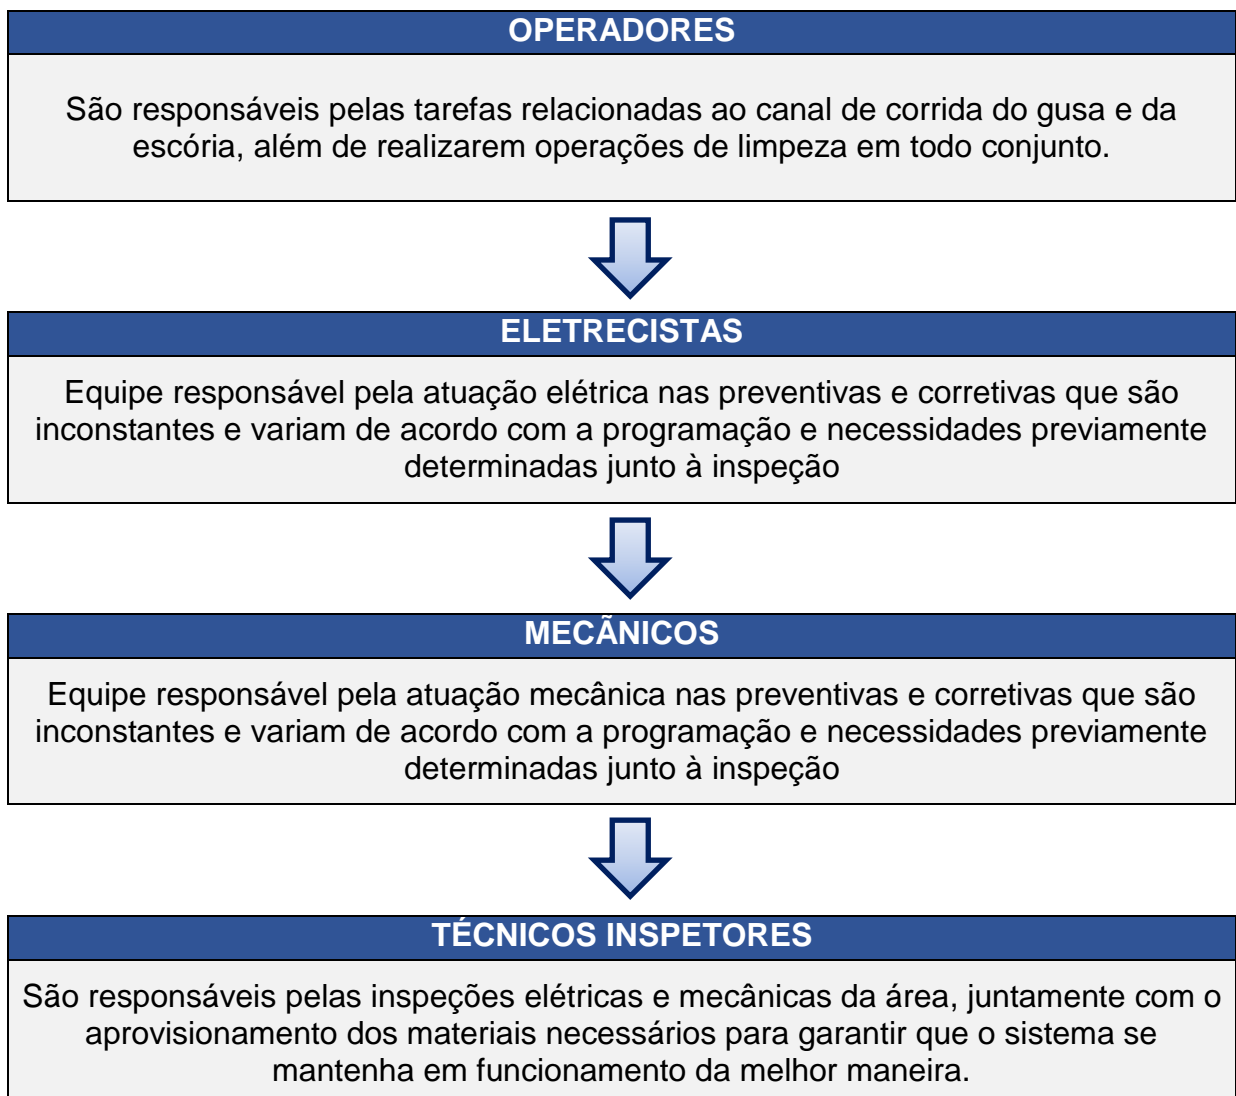 OPERADORES
São responsáveis pelas tarefas relacionadas ao canal de corrida do gusa e da
escória, além de realizarem operações de limpeza em todo conjunto.
ELETRECISTAS
Equipe responsável pela atuação elétrica nas preventivas e corretivas que são
inconstantes e variam de acordo com a programação e necessidades previamente
determinadas junto à inspeção
MECÃNICOS
Equipe responsável pela atuação mecânica nas preventivas e corretivas que são
inconstantes e variam de acordo com a programação e necessidades previamente
determinadas junto à inspeção
TÉCNICOS INSPETORES
São responsáveis pelas inspeções elétricas e mecânicas da área, juntamente com o
aprovisionamento dos materiais necessários para garantir que o sistema se
mantenha em funcionamento da melhor maneira.